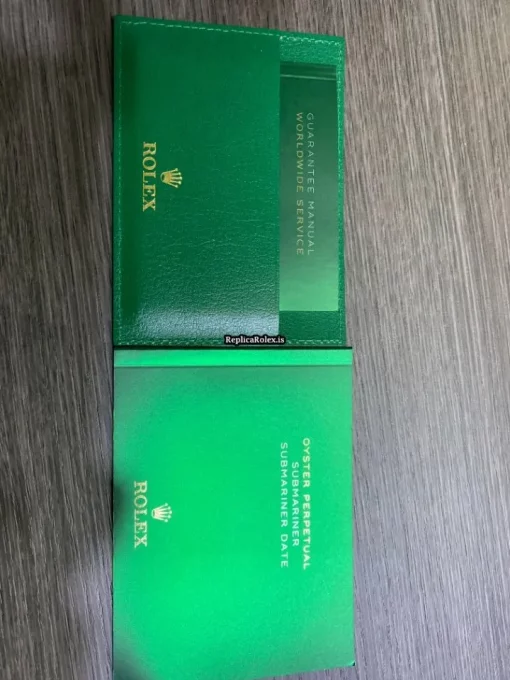 ROLEX
GUARANTEE MANUAL
WORLDWIDE SERVICE
ReplicaRolex.is
OYSTER PERPETUAL
SUBMARINER
SUBMARINER DATE
ROLEX